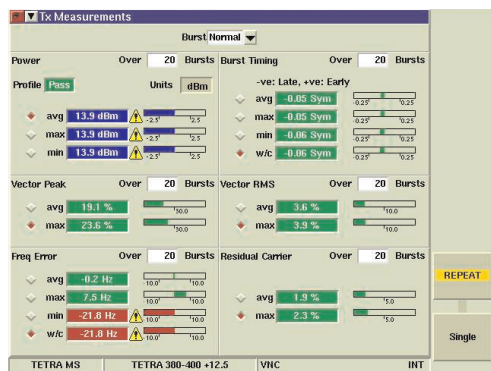 Tx Measurements
Burst Normal
Power Over 20 Bursts
Profile Pass Units dBm
avg 13.9 dBm -2.5 2.5
max 13.9 dBm -2.5 2.5
min 13.9 dBm -2.5 2.5
Burst Timing Over 20 Bursts
-ve: Late, +ve: Early
avg -0.05 Sym -0.25 0.25
max -0.05 Sym -0.25 0.25
min -0.06 Sym -0.25 0.25
w/c -0.06 Sym -0.25 0.25
Vector Peak Over 20 Bursts
avg 19.1 % 30.0
max 23.6 % 30.0
Vector RMS Over 20 Bursts
avg 3.6 % 10.0
max 3.9 % 10.0
Freq Error Over 20 Bursts
avg -0.2 Hz -10.0 10.0
max 7.5 Hz -10.0 10.0
min -21.8 Hz -10.0 10.0
w/c -21.8 Hz -10.0 10.0
Residual Carrier Over 20 Bursts
avg 1.9 % 5.0
max 2.3 % 5.0
REPEAT
Single
TETRA MS TETRA 380-400 +12.5 VNC INT